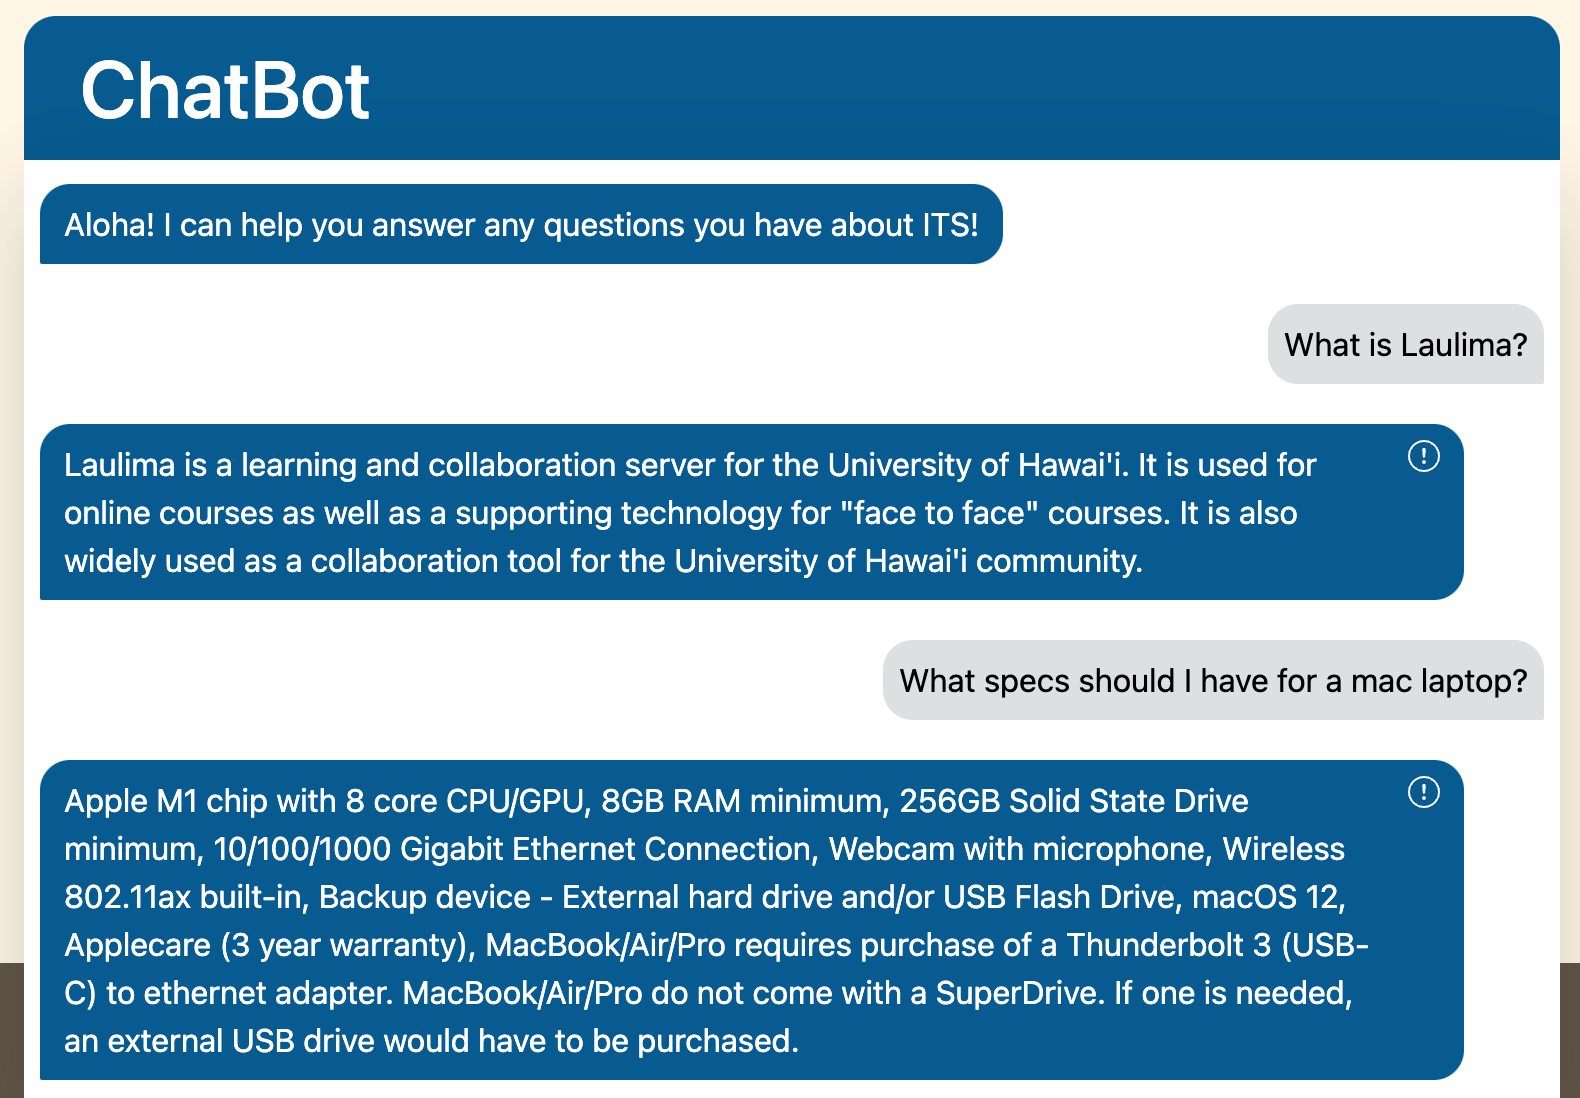 ChatBot
Aloha! I can help you answer any questions you have about ITS!
What is Laulima?
Laulima is a learning and collaboration server for the University of Hawai'i. It is used for
online courses as well as a supporting technology for "face to face" courses. It is also
widely used as a collaboration tool for the University of Hawai'i community.
What specs should I have for a mac laptop?
Apple M1 chip with 8 core CPU/GPU, 8GB RAM minimum, 256GB Solid State Drive
minimum, 10/100/1000 Gigabit Ethernet Connection, Webcam with microphone, Wireless
802.11ax built-in, Backup device - External hard drive and/or USB Flash Drive, macOS 12,
Applecare (3 year warranty), MacBook/Air/Pro requires purchase of a Thunderbolt 3 (USB-
C) to ethernet adapter. MacBook/Air/Pro do not come with a SuperDrive. If one is needed,
an external USB drive would have to be purchased.